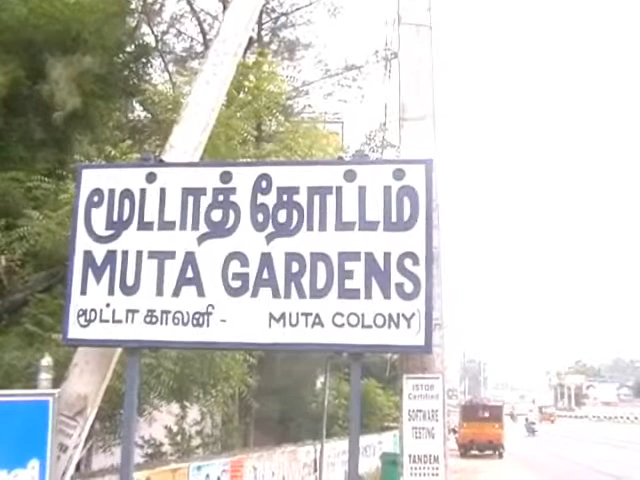 மூட்டாத் தோட்டம்
MUTA GARDENS
மூட்டா காலனி - MUTA COLONY)
ISTQB
Certified
SOFTWARE
TESTING
TANDEM